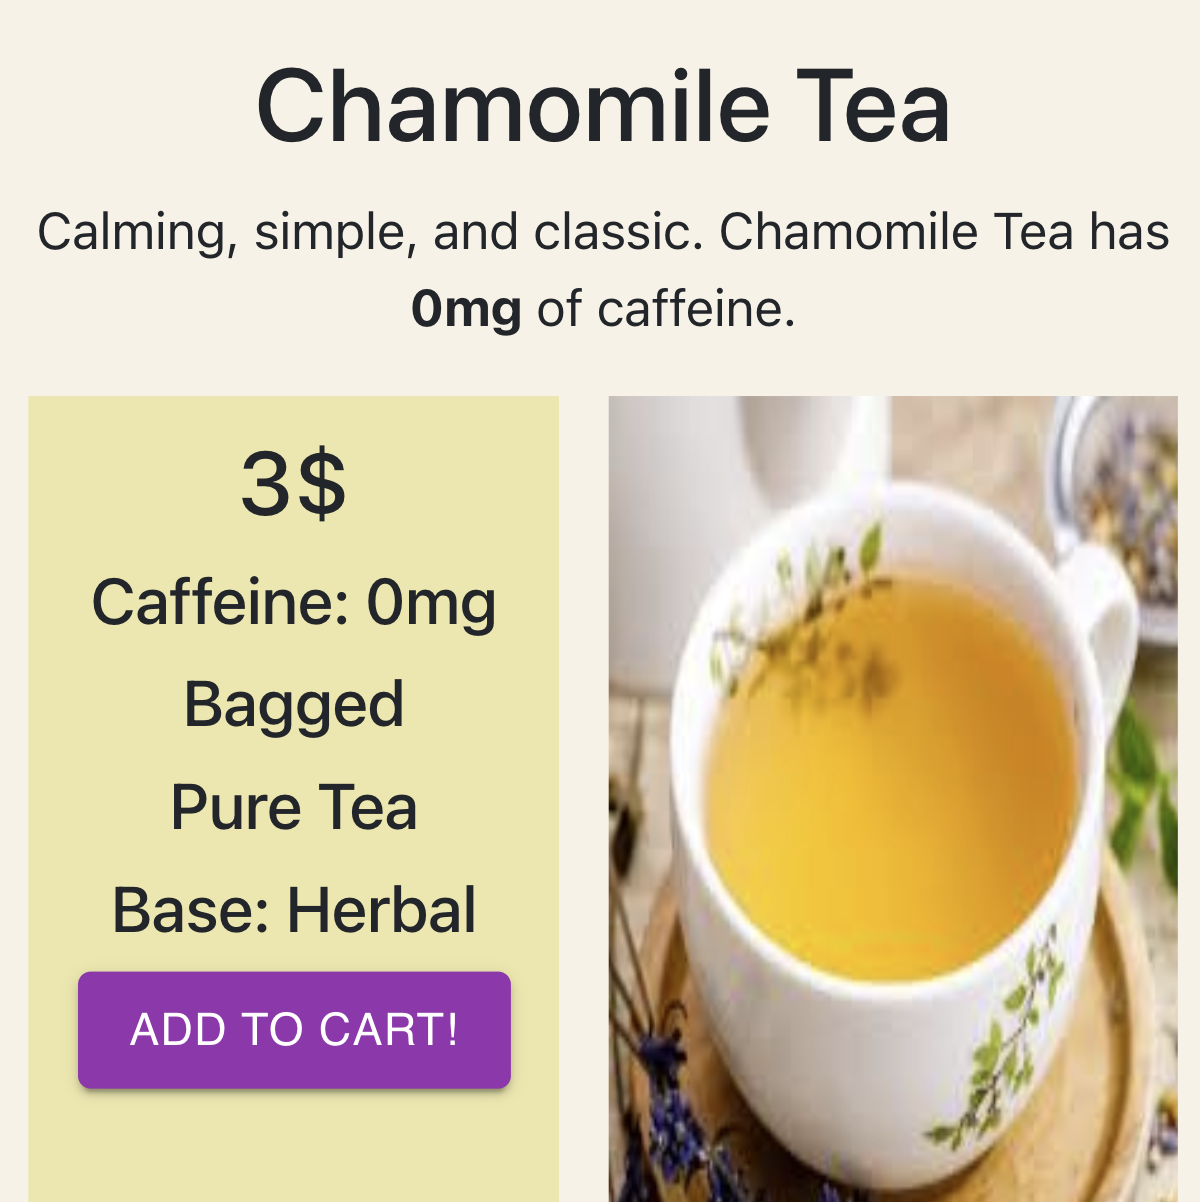 Chamomile Tea
Calming, simple, and classic. Chamomile Tea has
0mg of caffeine.
3$
Caffeine: 0mg
Bagged
Pure Tea
Base: Herbal
ADD TO CART!